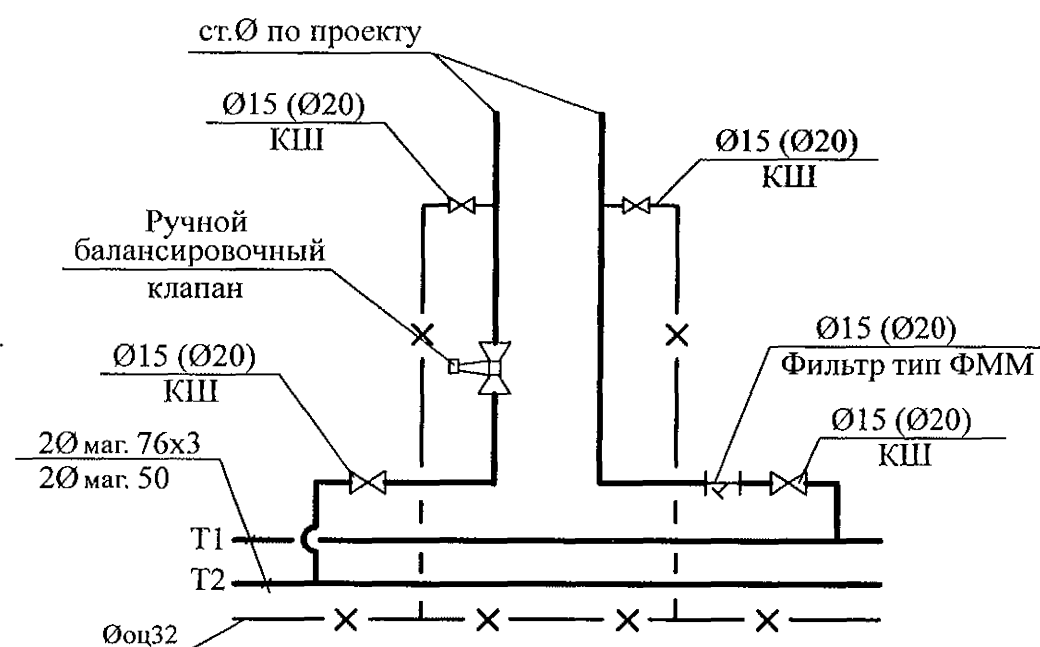 ст.Ø по проекту
Ø15 (Ø20)
КШ
Ø15 (Ø20)
КШ
Ручной
балансировочный
клапан
Ø15 (Ø20)
Фильтр тип ФММ
Ø15 (Ø20)
КШ
Ø15 (Ø20)
КШ
2Ø маг. 76х3
2Ø маг. 50
Т1
Т2
Øоц32